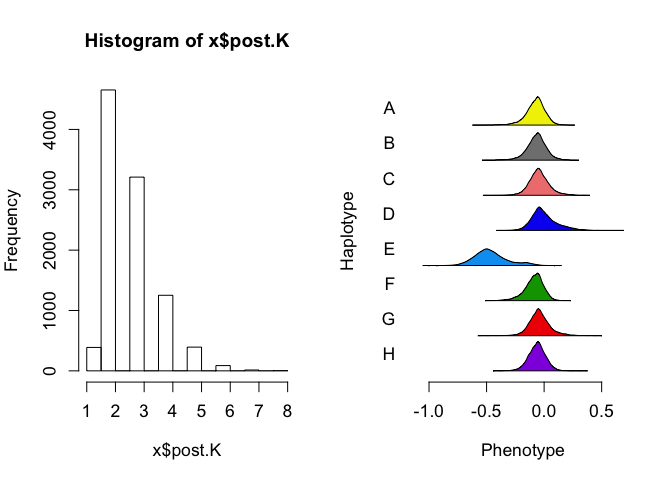 Histogram of x$post.K
Frequency
4000
3000
2000
1000
0
1 2 3 4 5 6 7 8
x$post.K
Haplotype
A
B
C
D
E
F
G
H
-1.0 -0.5 0.0 0.5
Phenotype